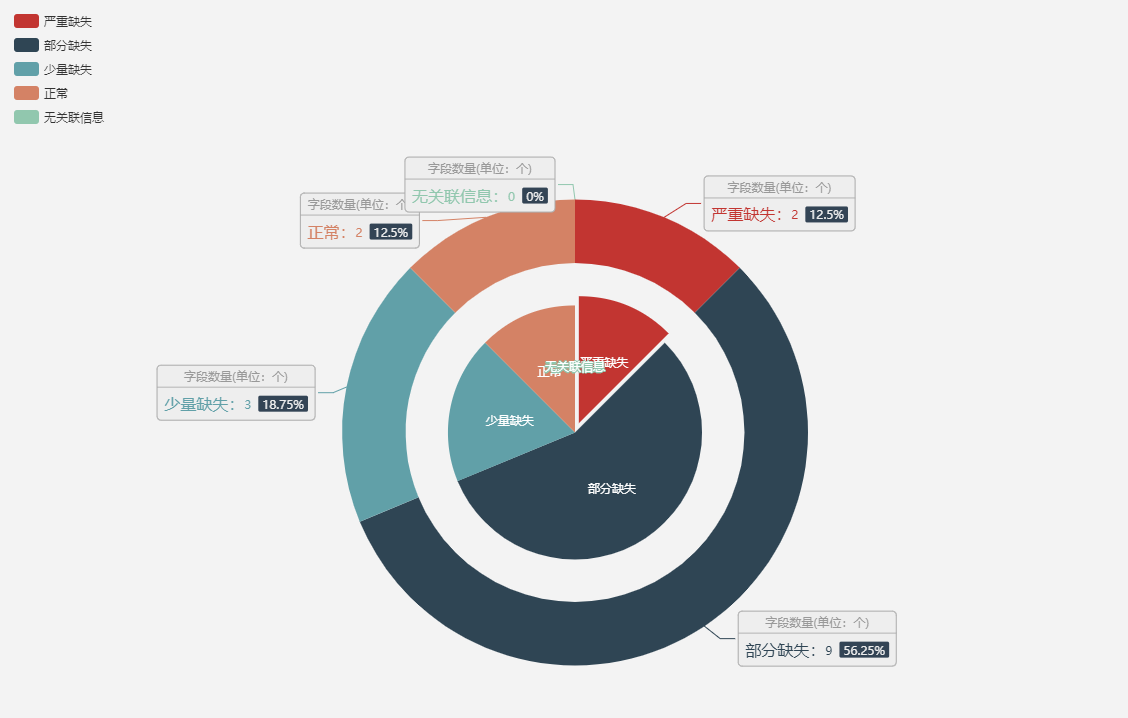 严重缺失
部分缺失
少量缺失
正常
无关联信息
字段数量(单位：个)
无关联信息：0 0%
字段数量(单位：个)
严重缺失：2 12.5%
字段数量(单位：个
正常：2 12.5%
严重缺失
无关联信息
正常
字段数量(单位：个)
少量缺失：3 18.75%
少量缺失
部分缺失
字段数量(单位：个)
部分缺失：9 56.25%